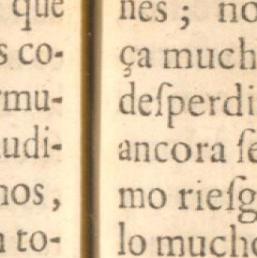 que
s co-
rmu-
udi-
nos,
n to-
nes; no
ça much
deſperdi
ancora ſe
mo rieſg
lo mucho